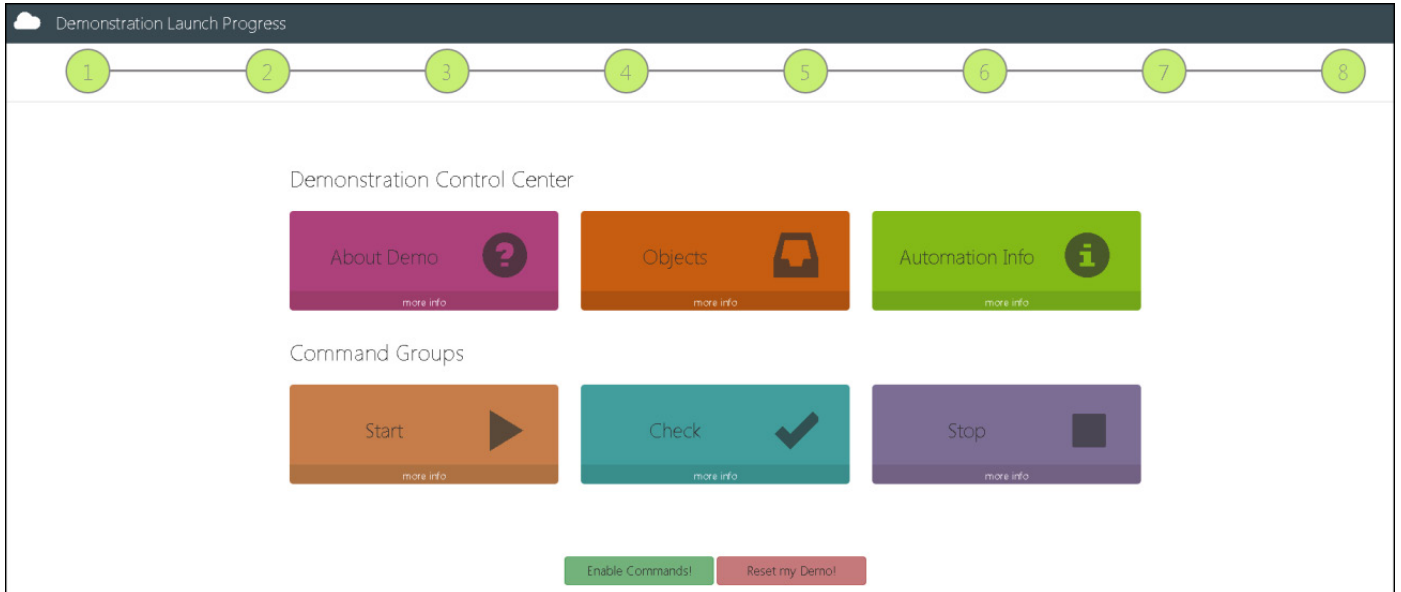 Demonstration Launch Progress
1 2 3 4 5 6 7 8
Demonstration Control Center
About Demo Objects Automation Info
more info more info more info
Command Groups
Start Check Stop
more info more info more info
Enable Commands! Reset my Demo!